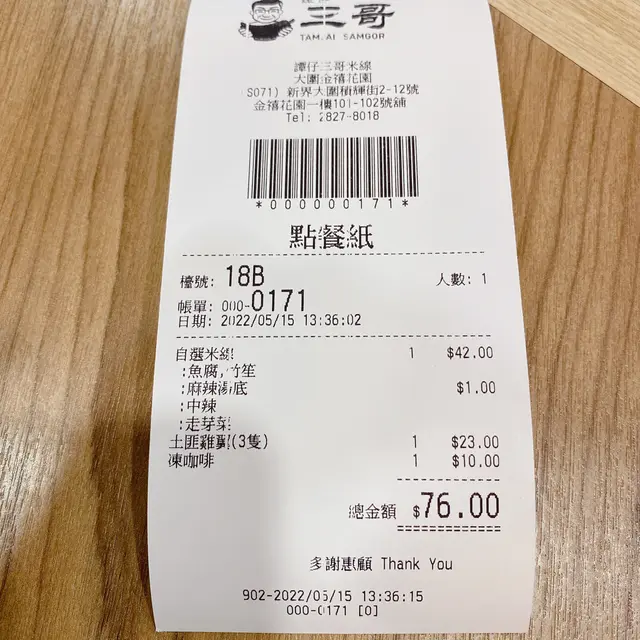 三哥
TAMJAI SAMGOR
譚仔三哥米線
大圍金禧花園
(S071) 新界大圍積輝街2-12號
金禧花園一樓101-102號舖
Tel: 2827-8018
*000000171*
點餐紙
檯號: 18B 人數: 1
帳單: 000-0171
日期: 2022/05/15 13:36:02
自選米線 1 $42.00
:魚腐,竹笙
:麻辣湯底 $1.00
:中辣
:走芽菜
土匪雞翼(3隻) 1 $23.00
凍咖啡 1 $10.00
總金額 $76.00
多謝惠顧 Thank You
902-2022/05/15 13:36:15
000-0171 [0]